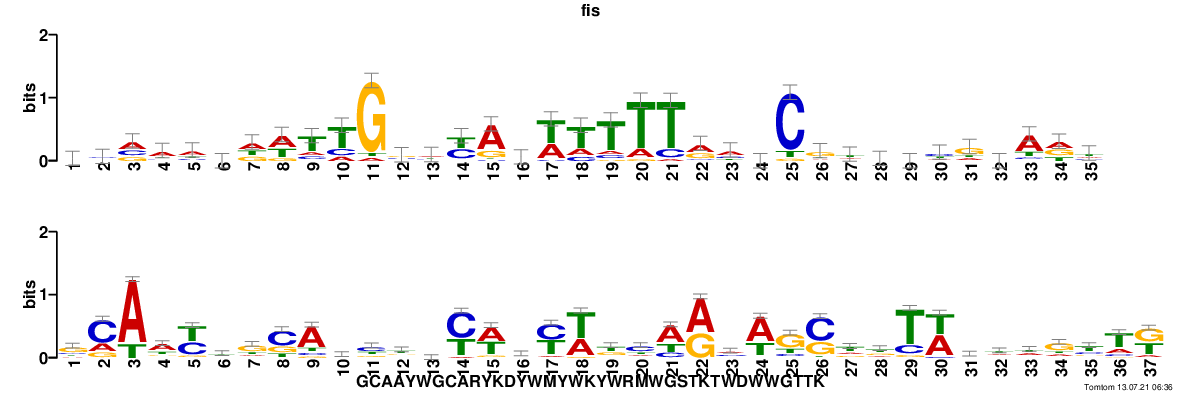 fis
2
1
0
bits
1 2 3 4 5 6 7 8 9 10 11 12 13 14 15 16 17 18 19 20 21 22 23 24 25 26 27 28 29 30 31 32 33 34 35
2
1
0
bits
1 2 3 4 5 6 7 8 9 10 11 12 13 14 15 16 17 18 19 20 21 22 23 24 25 26 27 28 29 30 31 32 33 34 35 36 37
GCAAYWGCARYKDYWMYWKYWRMWGSTKTWDWWGTTK
Tomtom 13.07.21 06:36